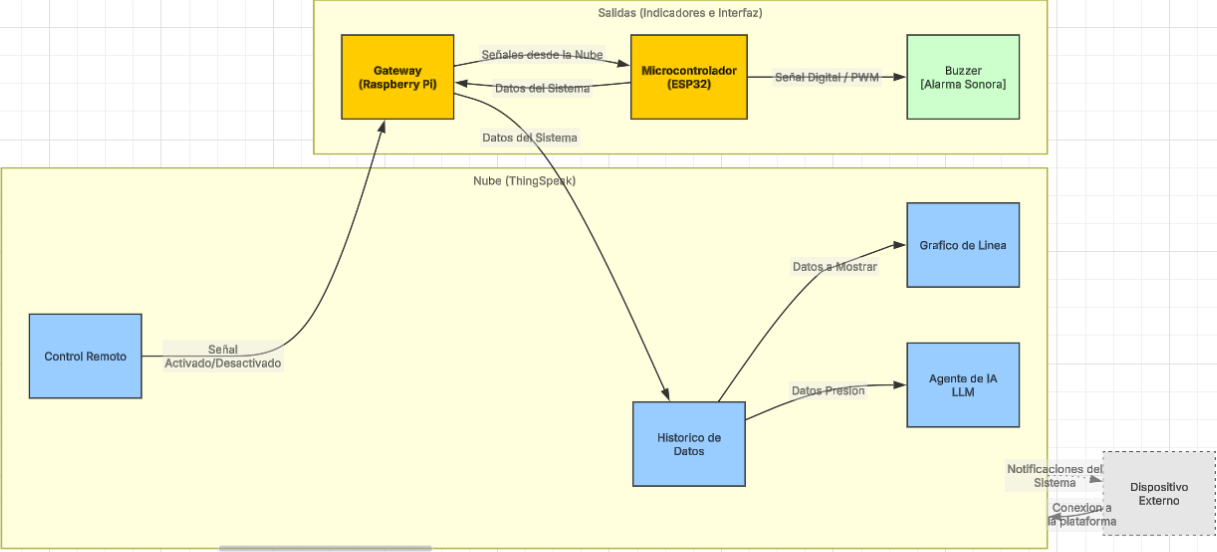 Salidas (Indicadores e Interfaz)
Gateway
(Raspberry Pi)
Señales desde la Nube
Datos del Sistema
Microcontrolador
(ESP32)
Señal Digital / PWM
Buzzer
[Alarma Sonora]
Datos del Sistema
Nube (ThingSpeak)
Grafico de Linea
Datos a Mostrar
Control Remoto
Señal
Activado/Desactivado
Agente de IA
LLM
Datos Presion
Historico de
Datos
Notificaciones del
Sistema
Dispositivo
Externo
Conexion a
la plataforma